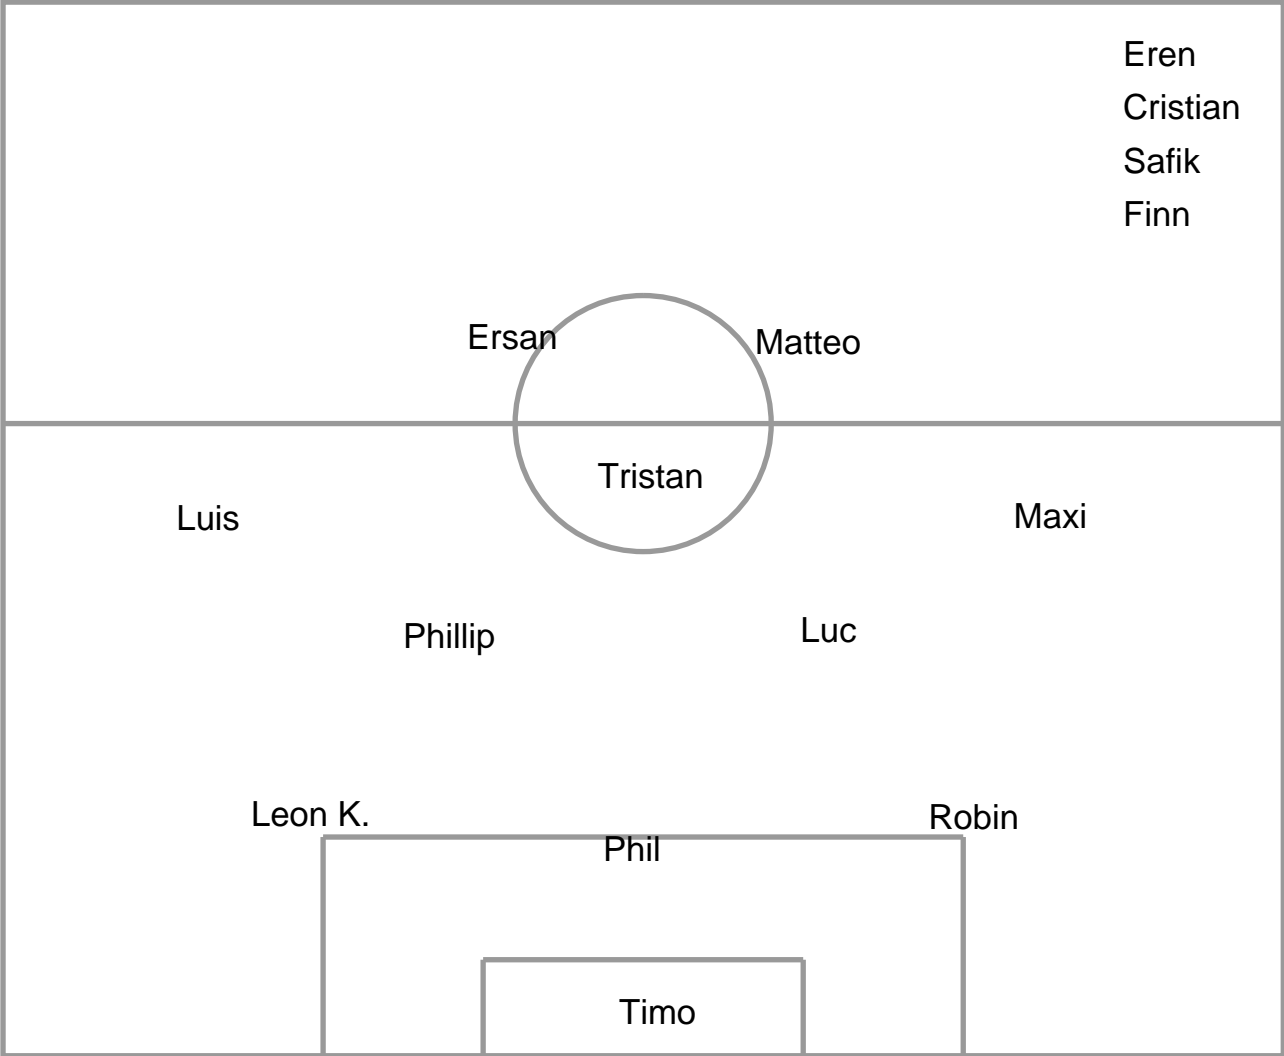 Eren
Cristian
Safik
Finn
Ersan
Matteo
Tristan
Luis
Maxi
Phillip
Luc
Leon K.
Robin
Phil
Timo